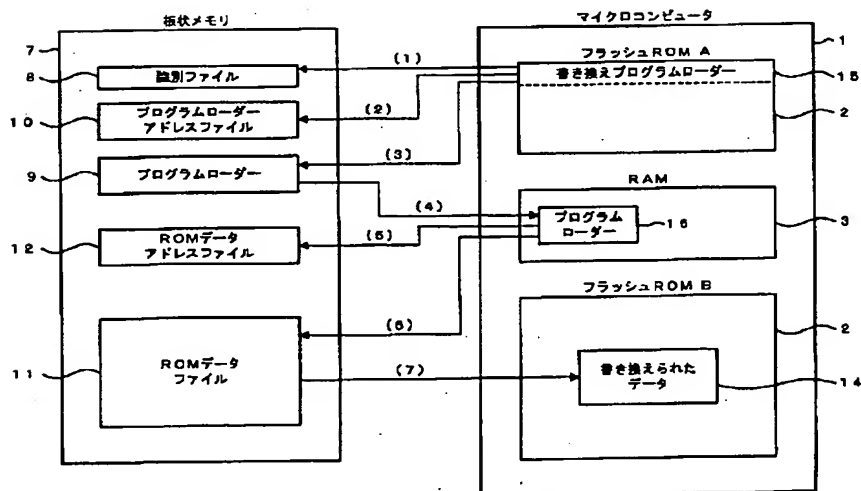 板状メモリ
マイクロコンピュータ
7
1
フラッシュROM A
8
識別ファイル
(1)
書き換えプログラムローダー
15
10
プログラムローダー
アドレスファイル
(2)
2
9
プログラムローダー
(3)
RAM
(4)
プログラム
ローダー
16
3
12
ROMデータ
アドレスファイル
(5)
フラッシュROM B
(6)
2
11
ROMデータ
ファイル
(7)
書き換えられた
データ
14